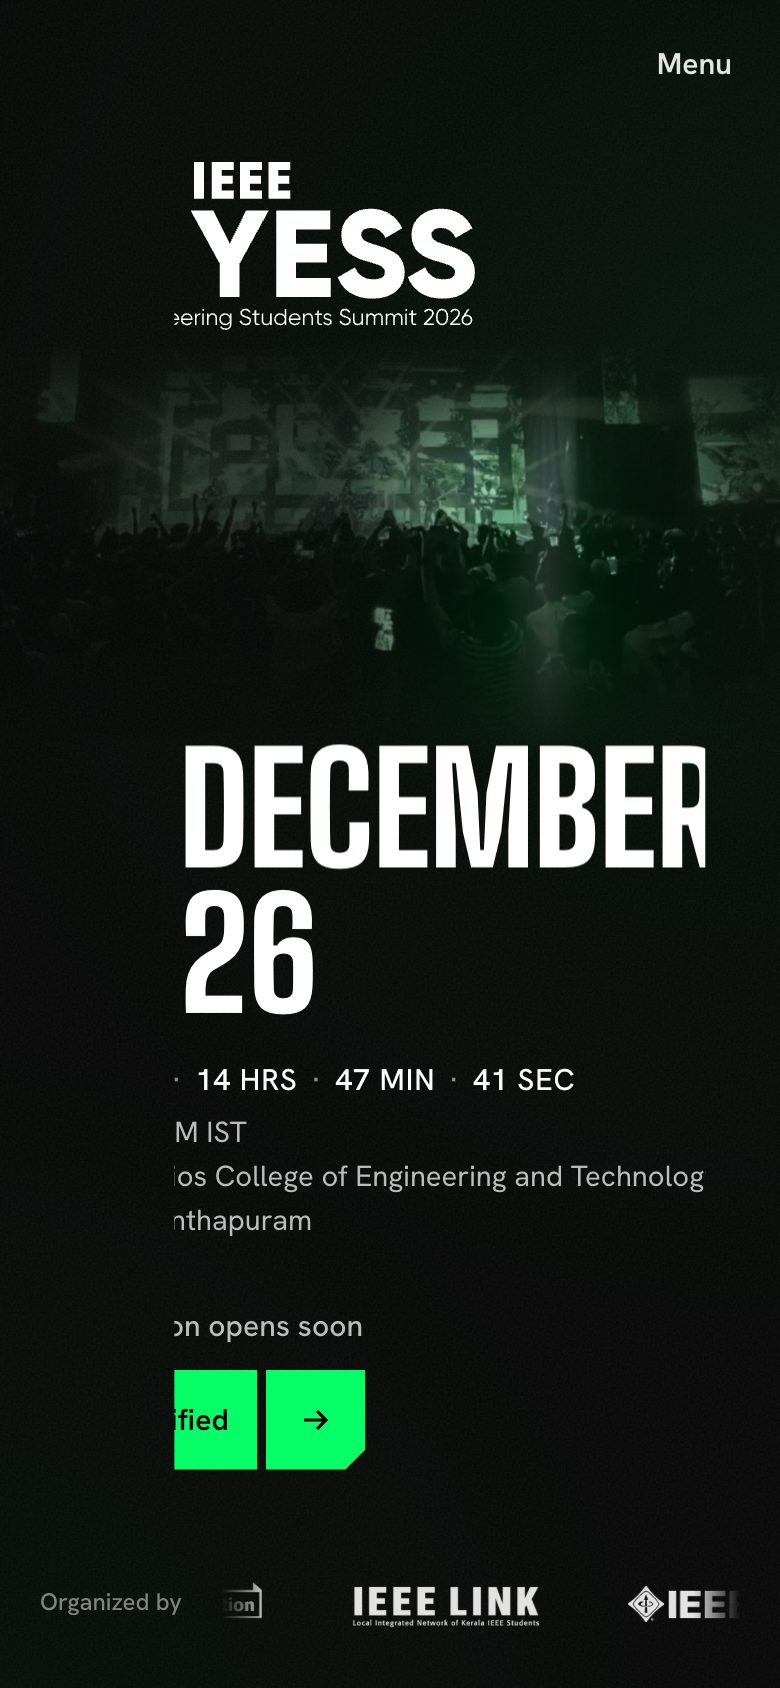 Menu
IEEE
YESS
eering Students Summit 2026
DECEMBER
26
· 14 HRS · 47 MIN · 41 SEC
M IST
ios College of Engineering and Technolog
nthapuram
on opens soon
ified →
Organized by
tion
IEEE LINK
Local Integrated Network of Kerala IEEE Students
IEEE